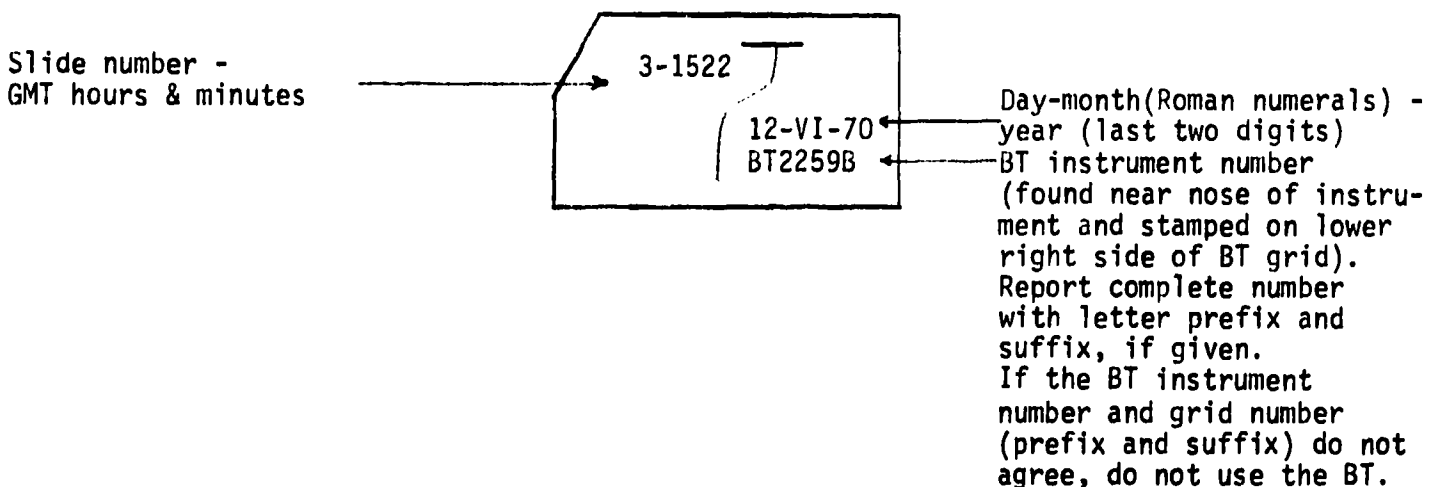 Slide number -
GMT hours & minutes
3-1522
12-VI-70
BT2259B
Day-month(Roman numerals) -
year (last two digits)
BT instrument number
(found near nose of instru-
ment and stamped on lower
right side of BT grid).
Report complete number
with letter prefix and
suffix, if given.
If the BT instrument
number and grid number
(prefix and suffix) do not
agree, do not use the BT.